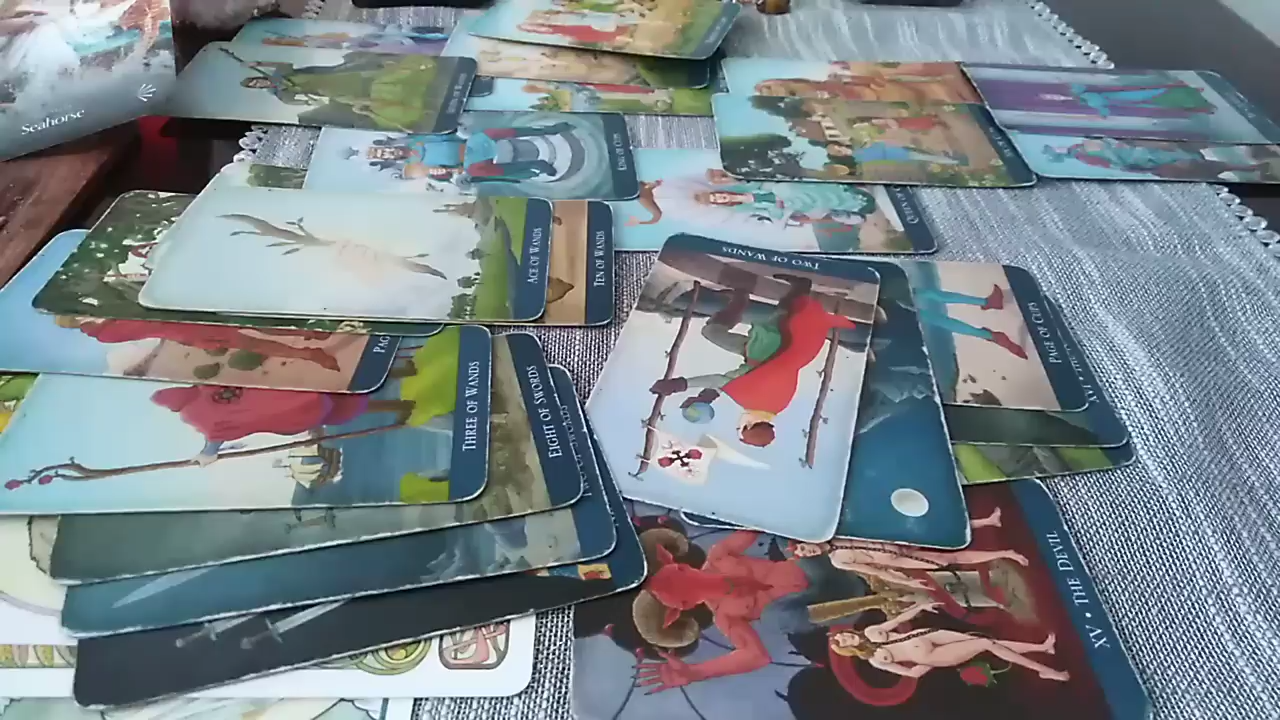 Seahorse
KING OF CUPS
QUEEN
ACE OF WANDS
TEN OF WANDS
TWO OF WANDS
PAGE OF CUPS
PAG
THREE OF WANDS
EIGHT OF SWORDS
XV • THE DEVIL